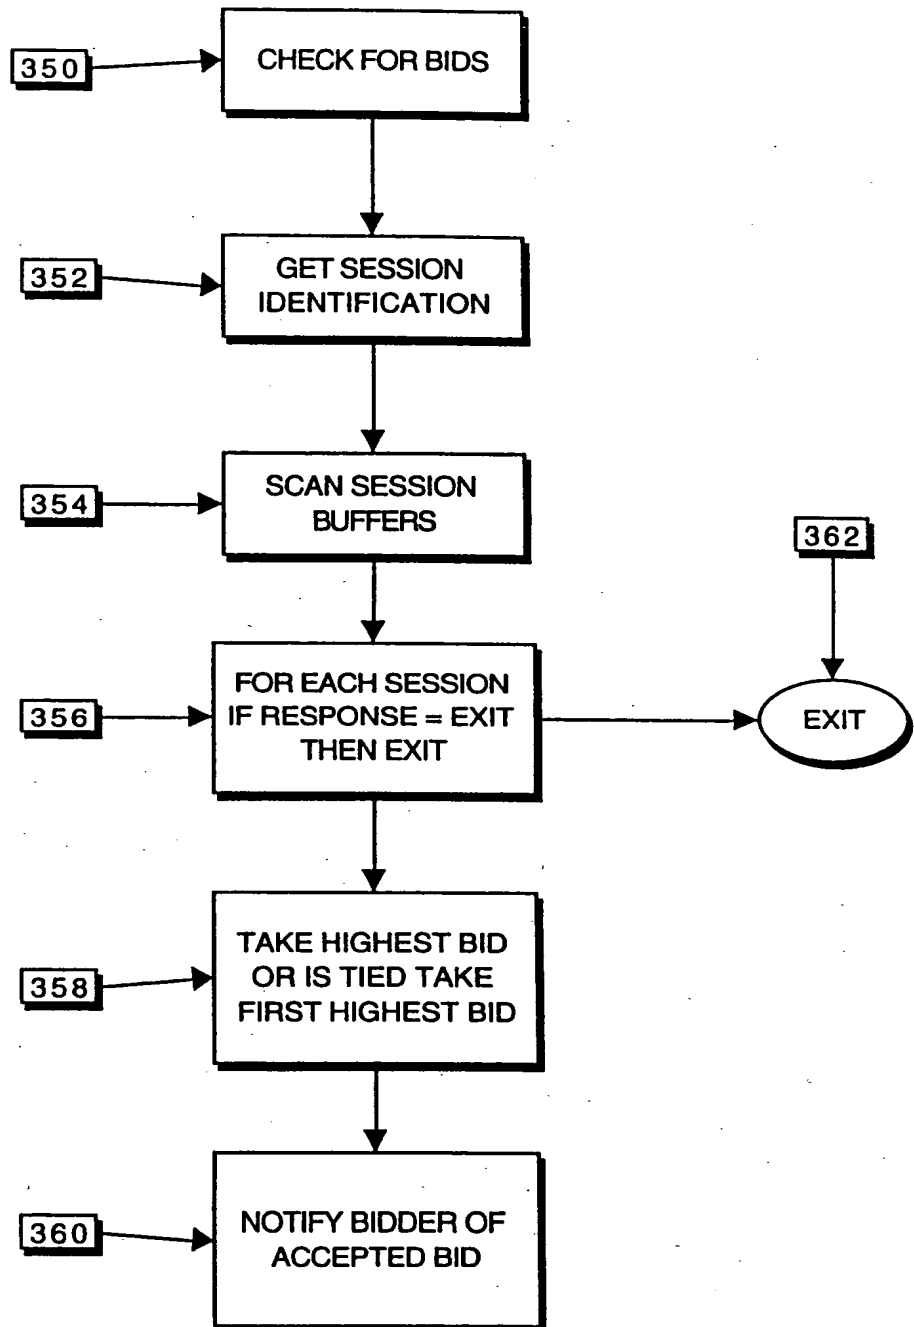 350
CHECK FOR BIDS
352
GET SESSION
IDENTIFICATION
354
SCAN SESSION
BUFFERS
362
356
FOR EACH SESSION
IF RESPONSE = EXIT
THEN EXIT
EXIT
358
TAKE HIGHEST BID
OR IS TIED TAKE
FIRST HIGHEST BID
360
NOTIFY BIDDER OF
ACCEPTED BID